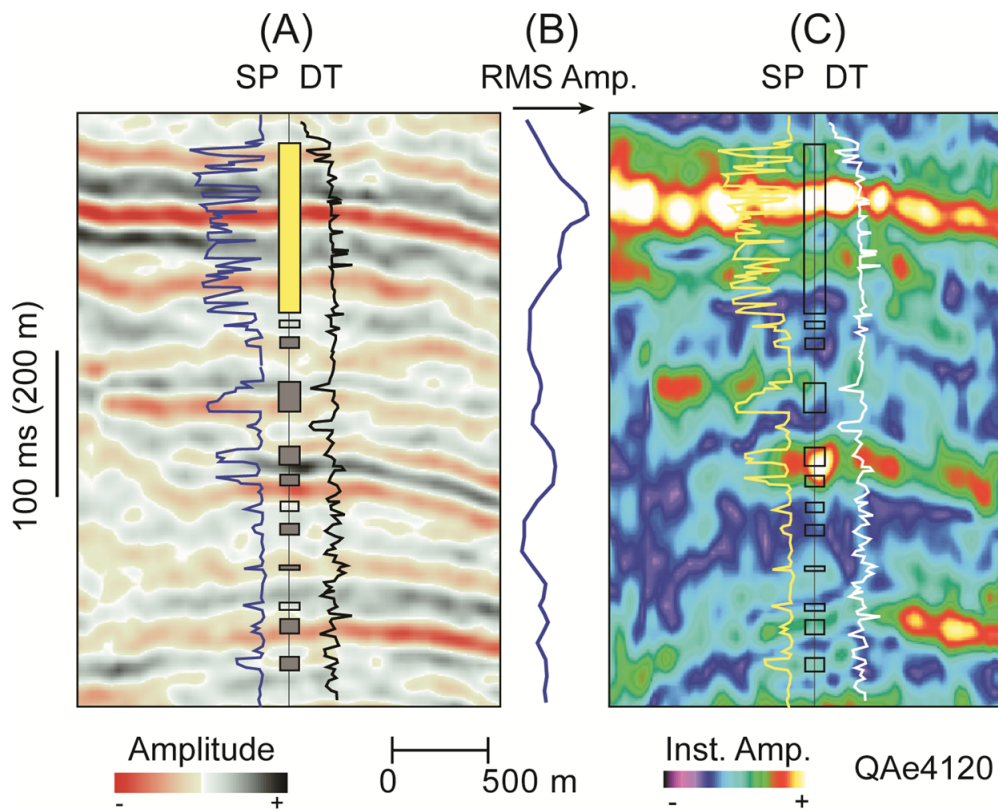 (A)
(B)
(C)
SP DT
RMS Amp.
SP DT
100 ms (200 m)
Amplitude
- +
0 500 m
Inst. Amp.
- +
QAe4120